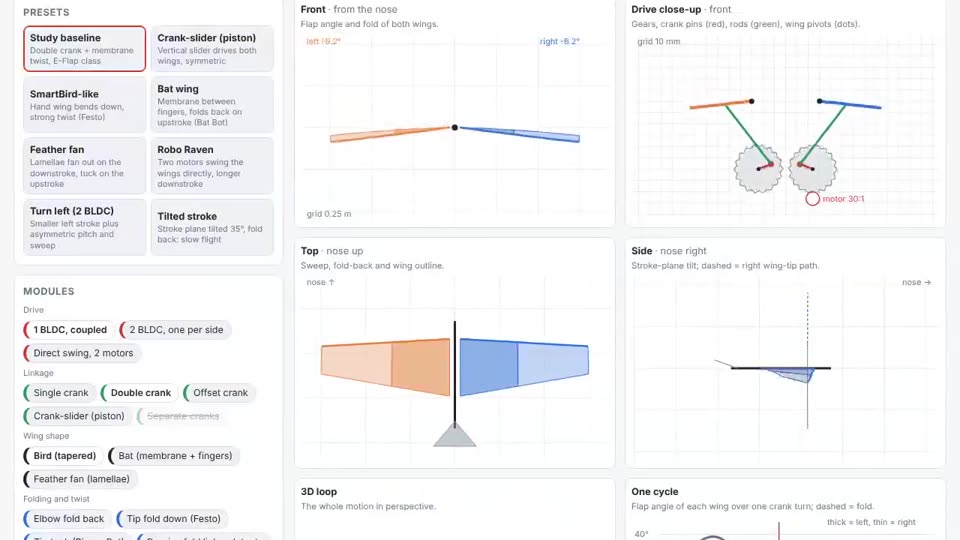 PRESETS
Study baseline
Double crank + membrane
twist, E-Flap class
Crank-slider (piston)
Vertical slider drives both
wings, symmetric
SmartBird-like
Hand wing bends down,
strong twist (Festo)
Bat wing
Membrane between
fingers, folds back on
upstroke (Bat Bot)
Feather fan
Lamellae fan out on the
downstroke, tuck on the
upstroke
Robo Raven
Two motors swing the
wings directly, longer
downstroke
Turn left (2 BLDC)
Smaller left stroke plus
asymmetric pitch and
sweep
Tilted stroke
Stroke plane tilted 35°, fold
back: slow flight
MODULES
Drive
1 BLDC, coupled
2 BLDC, one per side
Direct swing, 2 motors
Linkage
Single crank
Double crank
Offset crank
Crank-slider (piston)
Separate cranks
Wing shape
Bird (tapered)
Bat (membrane + fingers)
Feather fan (lamellae)
Folding and twist
Elbow fold back
Tip fold down (Festo)
Front · from the nose
Flap angle and fold of both wings.
right -6.2°
grid 0.25 m
Drive close-up · front
Gears, crank pins (red), rods (green), wing pivots (dots).
grid 10 mm
motor 30:1
Top · nose up
Sweep, fold-back and wing outline.
nose ↑
Side · nose right
Stroke-plane tilt; dashed = right wing-tip path.
nose →
3D loop
The whole motion in perspective.
One cycle
Flap angle of each wing over one crank turn; dashed = fold.
thick = left, thin = right
40°